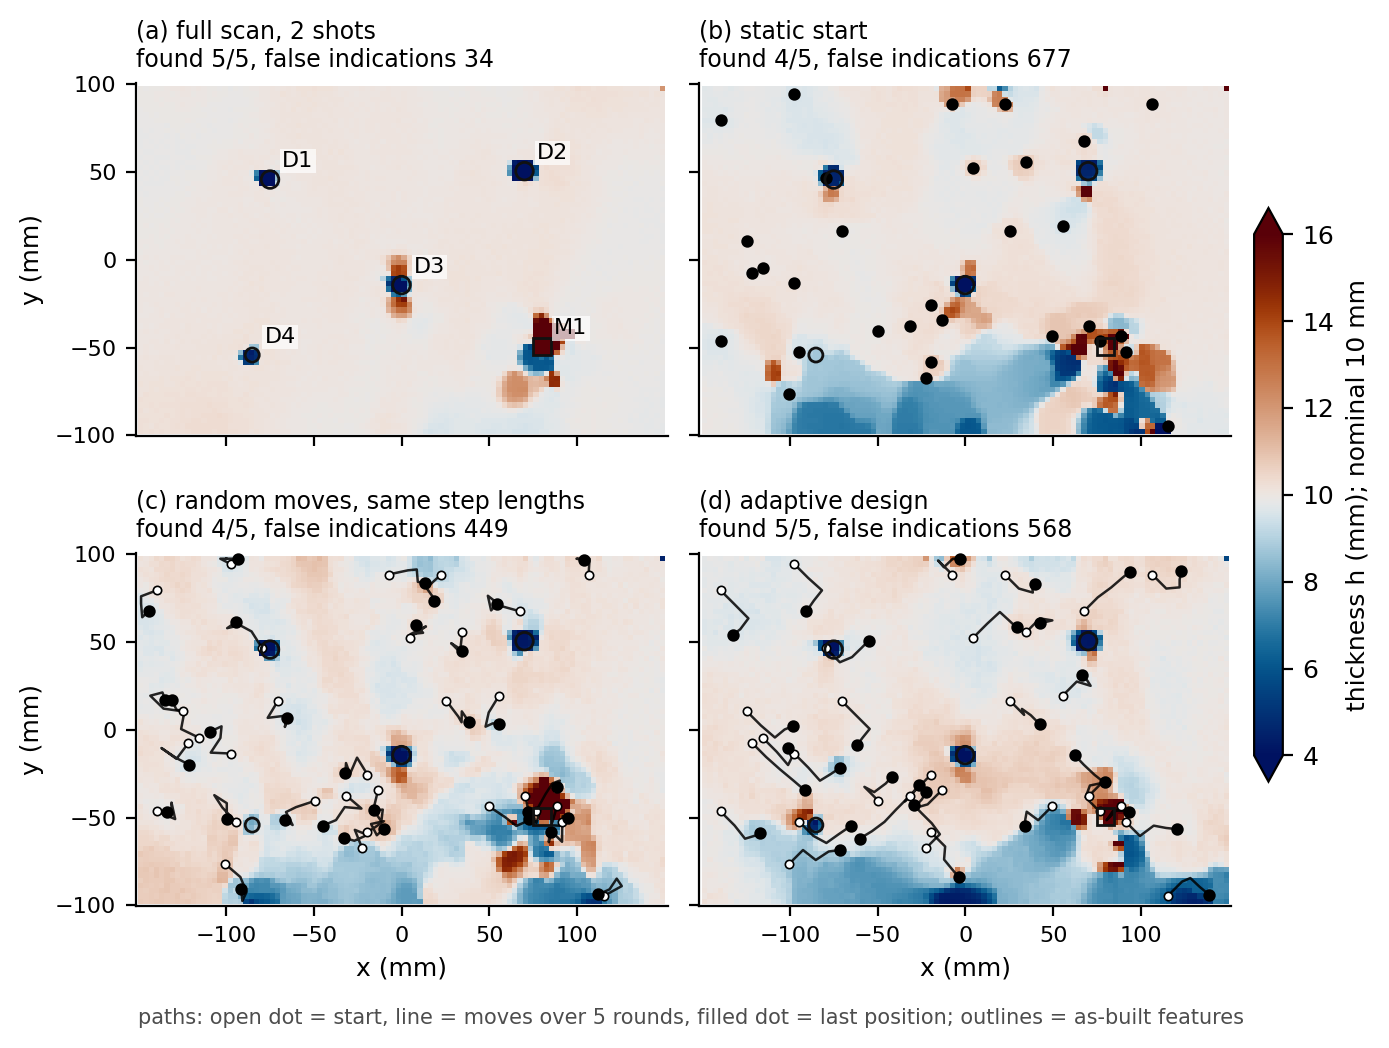 (a) full scan, 2 shots
found 5/5, false indications 34
(b) static start
found 4/5, false indications 677
100
50
0
−50
−100
y (mm)
D1
D2
D3
D4
M1
(c) random moves, same step lengths
found 4/5, false indications 449
(d) adaptive design
found 5/5, false indications 568
100
50
0
−50
−100
y (mm)
−100
−50
0
50
100
x (mm)
−100
−50
0
50
100
x (mm)
16
14
12
10
8
6
4
thickness h (mm); nominal 10 mm
paths: open dot = start, line = moves over 5 rounds, filled dot = last position; outlines = as-built features